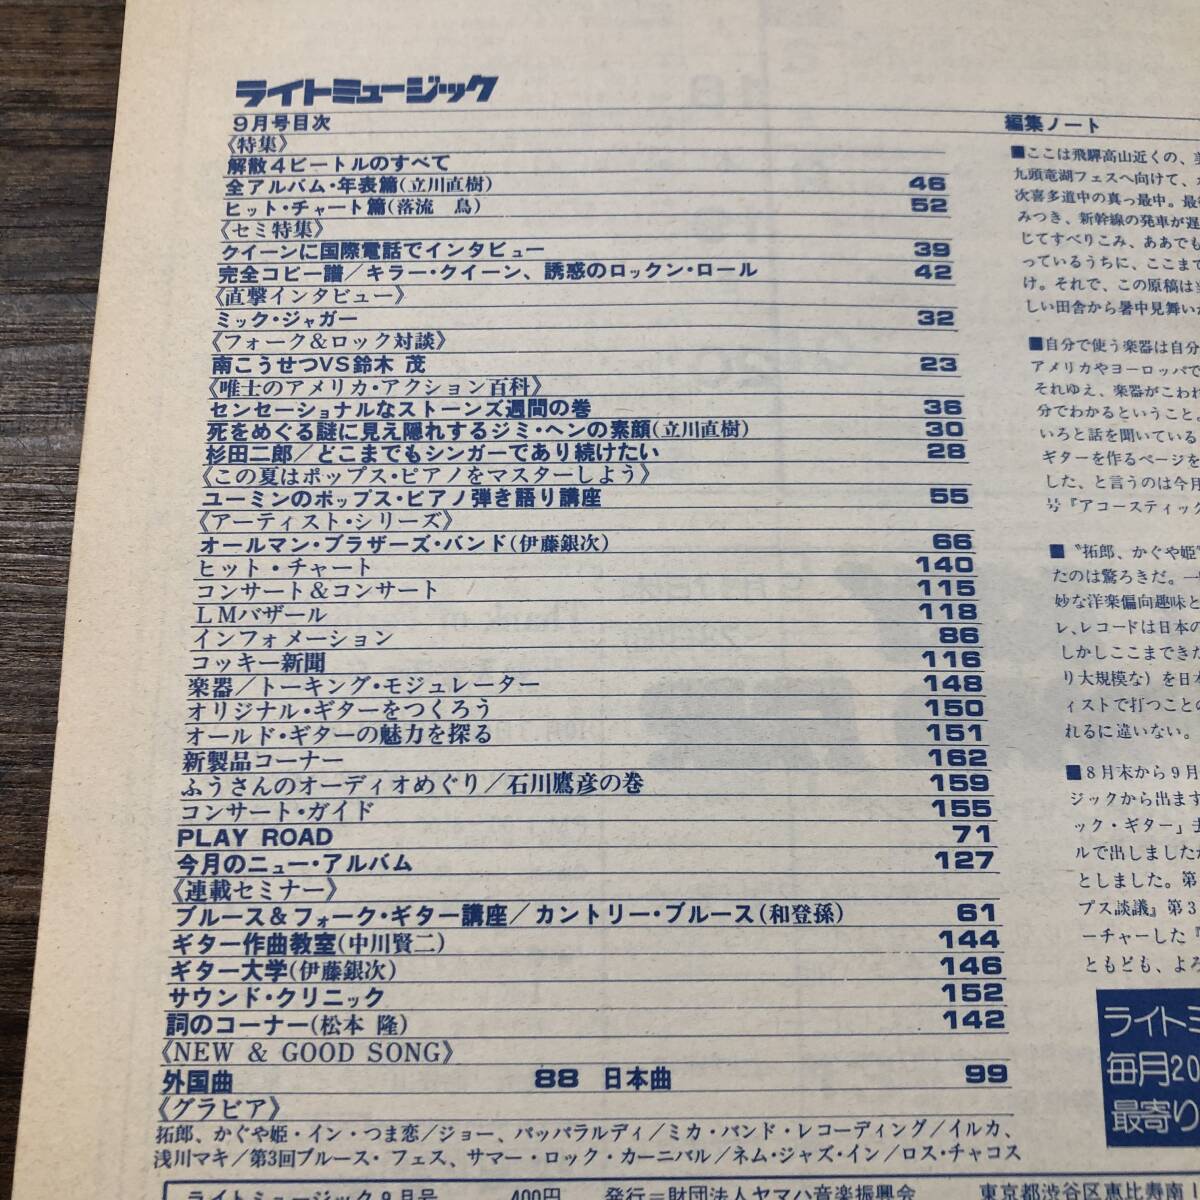 ライトミュージック
9月号目次
《特集》
解散4ビートルのすべて
全アルバム・年表篇(立川直樹) 46
ヒット・チャート篇(落流 鳥) 52
《セミ特集》
クイーンに国際電話でインタビュー 39
完全コピー譜/キラー・クイーン、誘惑のロックン・ロール 42
《直撃インタビュー》
ミック・ジャガー 32
《フォーク&ロック対談》
南こうせつVS鈴木 茂 23
《唯士のアメリカ・アクション百科》
センセーショナルなストーンズ週間の巻 36
死をめぐる謎に見え隠れするジミ・ヘンの素顔(立川直樹) 30
杉田二郎/どこまでもシンガーであり続けたい 28
《この夏はポップス・ピアノをマスターしよう》
ユーミンのポップス・ピアノ弾き語り講座 55
《アーティスト・シリーズ》
オールマン・ブラザーズ・バンド(伊藤銀次) 66
ヒット・チャート 140
コンサート&コンサート 115
LMバザール 118
インフォメーション 86
コッキー新聞 116
楽器/トーキング・モジュレーター 148
オリジナル・ギターをつくろう 150
オールド・ギターの魅力を探る 151
新製品コーナー 162
ふうさんのオーディオめぐり/石川鷹彦の巻 159
コンサート・ガイド 155
PLAY ROAD 71
今月のニュー・アルバム 127
《連載セミナー》
ブルース&フォーク・ギター講座/カントリー・ブルース(和登孫) 61
ギター作曲教室(中川賢二) 144
ギター大学(伊藤銀次) 146
サウンド・クリニック 152
詞のコーナー(松本 隆) 142
《NEW & GOOD SONG》
外国曲 88 日本曲 99
《グラビア》
拓郎、かぐや姫・イン・つま恋/ジョー、パッパラルディ/ミカ・バンド・レコーディング/イルカ、
浅川マキ/第3回ブルース・フェス、サマー・ロック・カーニバル/ネム・ジャズ・イン/ロス・チャコス
ライトミュージック9月号 400円 発行=財団法人ヤマハ音楽振興会 東京都渋谷区恵比寿南
編集ノート
■ここは飛騨高山近くの、
九頭竜湖フェスへ向けて、
次喜多道中の真っ最中。最
みつき、新幹線の発車が遅
じてすべりこみ、ああでも
っているうちに、ここまで
け。それで、この原稿は
しい田舎から暑中見舞い
■自分で使う楽器は自分
アメリカやヨーロッパで
それゆえ、楽器がこわれ
分でわかるということ
いろと話を聞いている
ギターを作るページを
した、と言うのは今月
号『アコースティック
■〝拓郎、かぐや姫
たのは驚ろきだ。一
妙な洋楽偏向趣味と
レ、レコードは日本の
しかしここまできた
り大規模な)を日本
ィストで打つことの
れるに違いない。
■8月末から9月
ジックから出ます
ック・ギター」
ルで出しました
としました。第
プス談議』第3
ーチャーした『
ともども、よろ
ライトミ
毎月20
最寄り